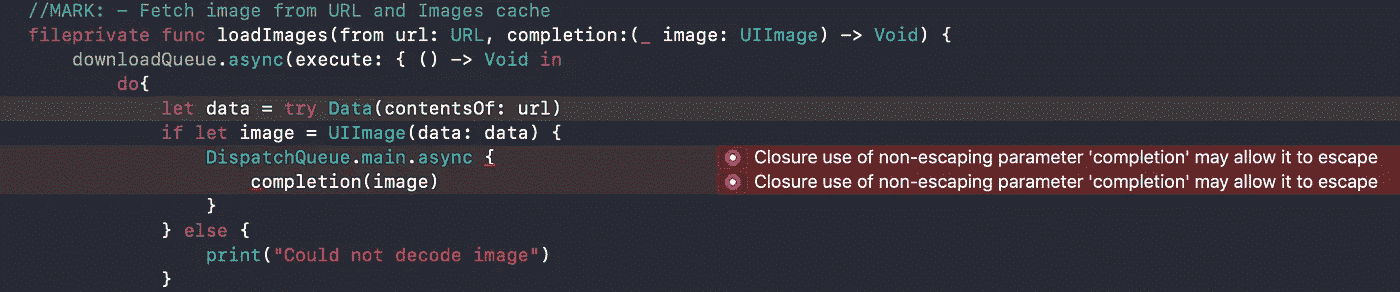 //MARK: - Fetch image from URL and Images cache
fileprivate func loadImages(from url: URL, completion:(_ image: UIImage) -> Void) {
downloadQueue.async(execute: { () -> Void in
do{
let data = try Data(contentsOf: url)
if let image = UIImage(data: data) {
DispatchQueue.main.async { Closure use of non-escaping parameter 'completion' may allow it to escape
completion(image) Closure use of non-escaping parameter 'completion' may allow it to escape
}
} else {
print("Could not decode image")
}